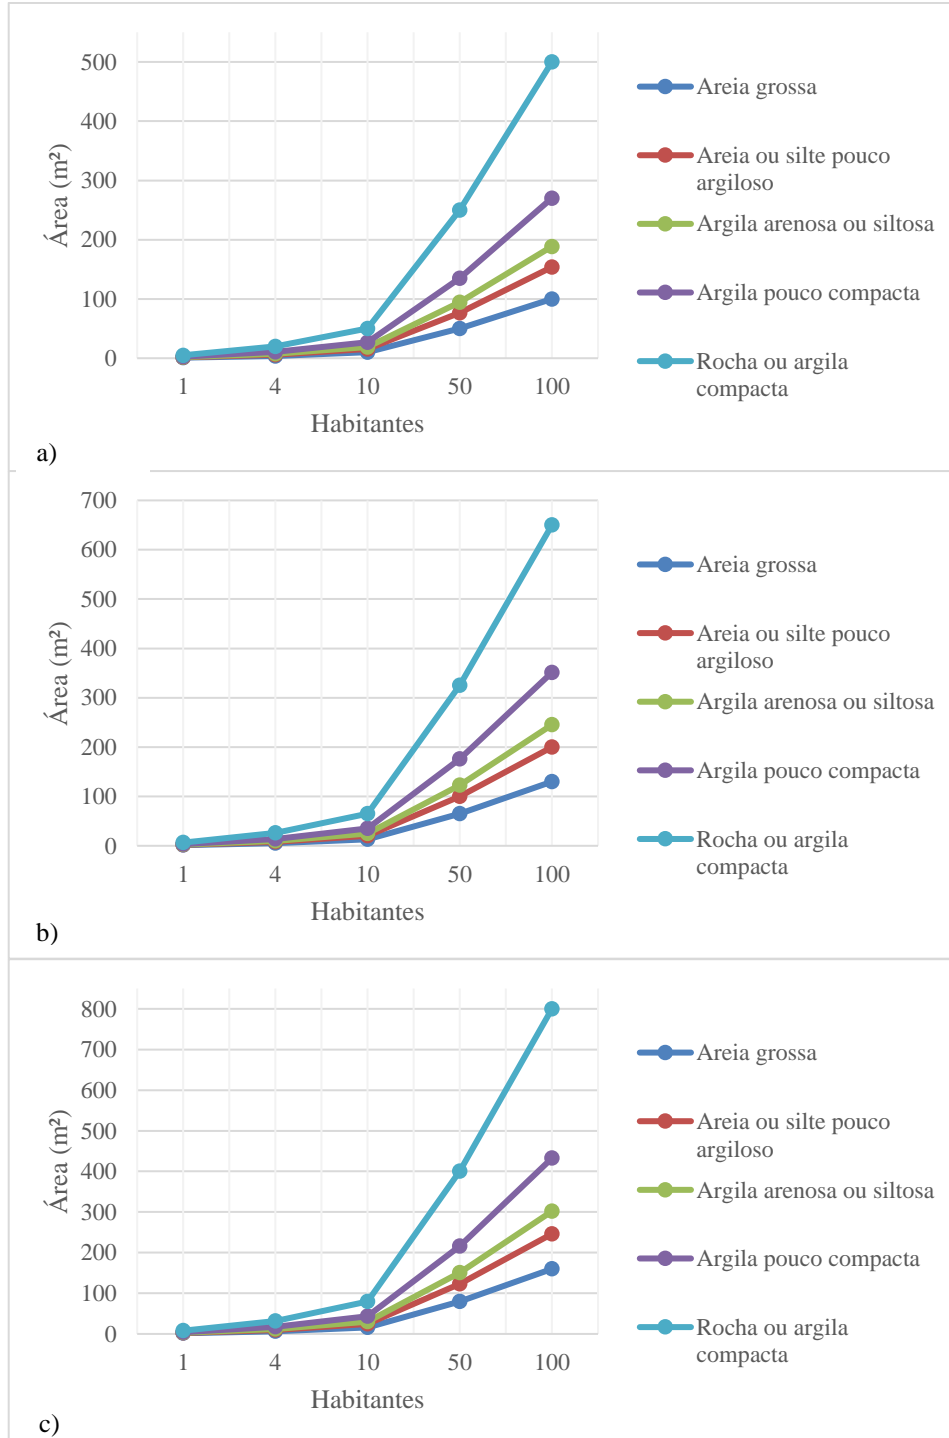 500
400
300
200
100
0
Área (m²)
1 4 10 50 100
Habitantes
Areia grossa
Areia ou silte pouco
argiloso
Argila arenosa ou siltosa
Argila pouco compacta
Rocha ou argila
compacta
a)
700
600
500
400
300
200
100
0
Área (m²)
1 4 10 50 100
Habitantes
Areia grossa
Areia ou silte pouco
argiloso
Argila arenosa ou siltosa
Argila pouco compacta
Rocha ou argila
compacta
b)
800
700
600
500
400
300
200
100
0
Área (m²)
1 4 10 50 100
Habitantes
Areia grossa
Areia ou silte pouco
argiloso
Argila arenosa ou siltosa
Argila pouco compacta
Rocha ou argila
compacta
c)